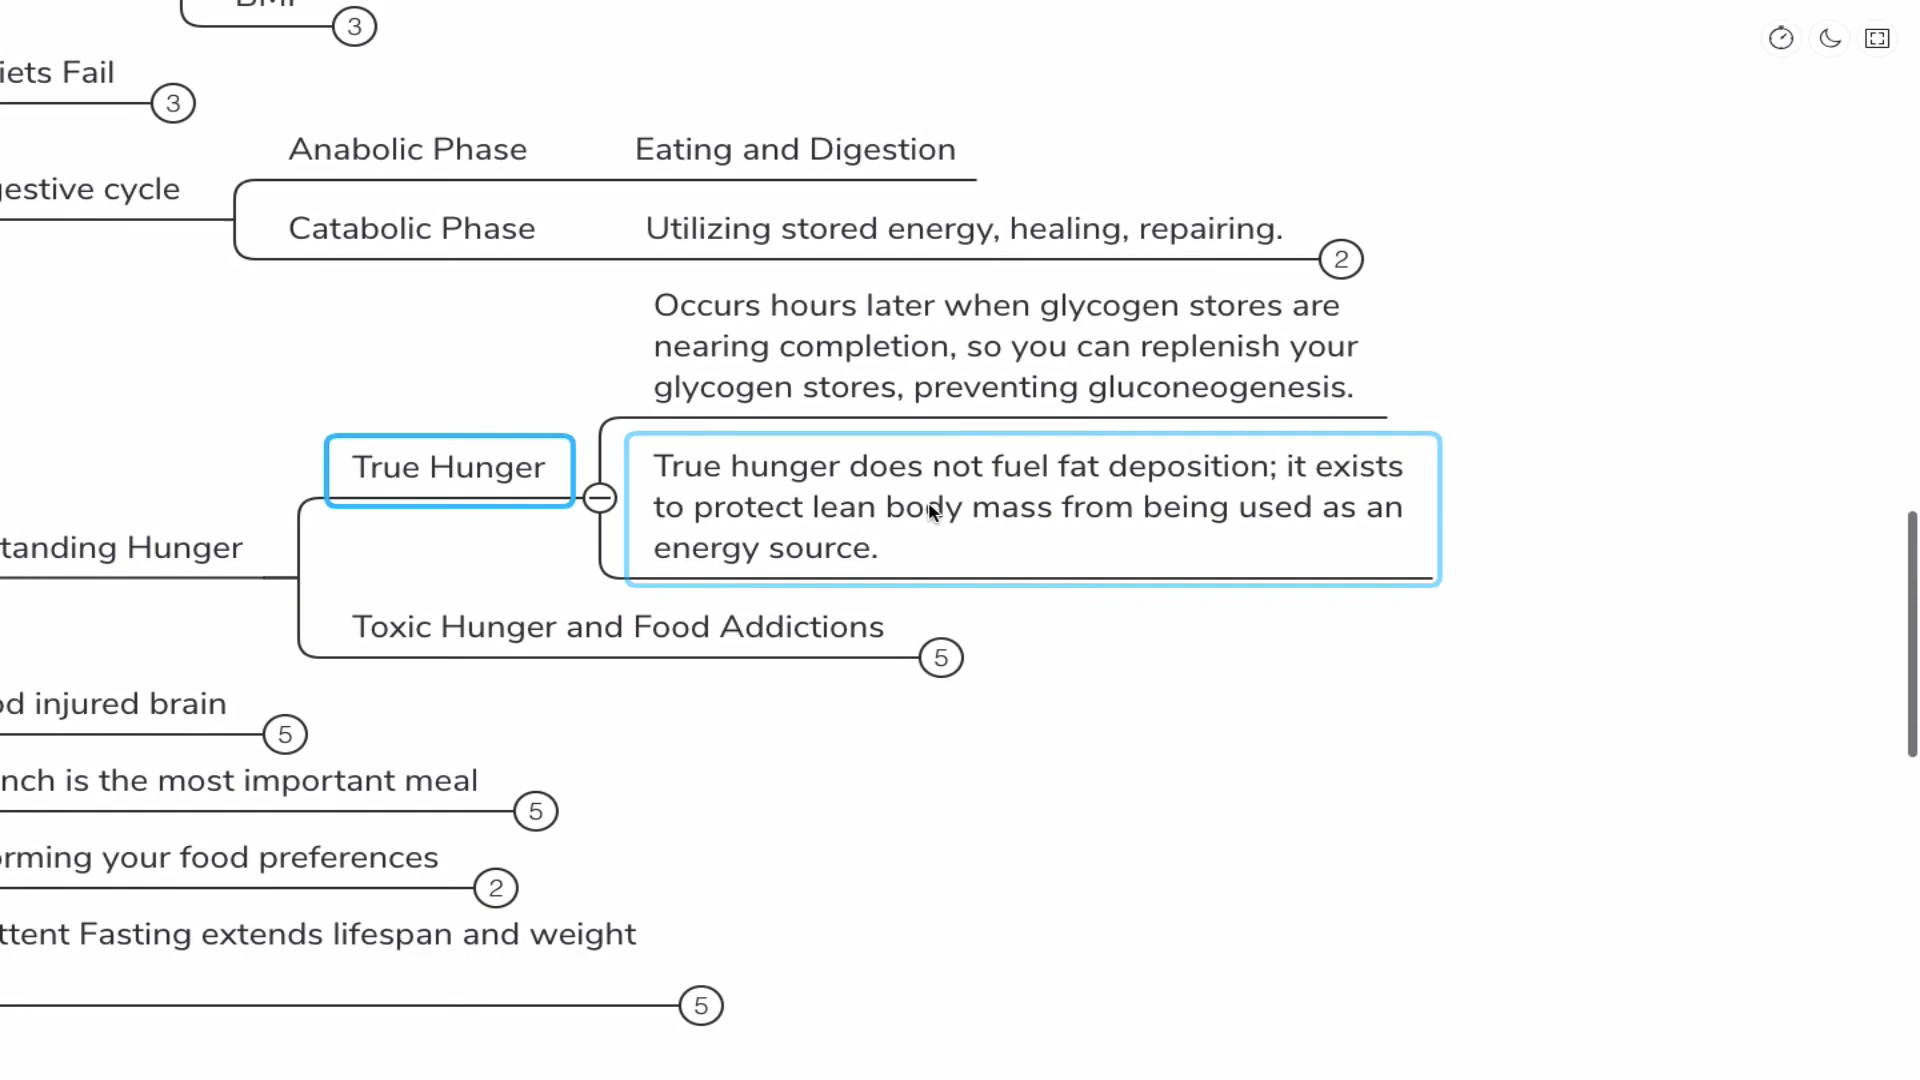 3
iets Fail
3
Anabolic Phase
Eating and Digestion
gestive cycle
Catabolic Phase
Utilizing stored energy, healing, repairing.
2
Occurs hours later when glycogen stores are
nearing completion, so you can replenish your
glycogen stores, preventing gluconeogenesis.
True Hunger
True hunger does not fuel fat deposition; it exists
to protect lean body mass from being used as an
energy source.
tanding Hunger
Toxic Hunger and Food Addictions
5
od injured brain
5
nch is the most important meal
5
orming your food preferences
2
ttent Fasting extends lifespan and weight
5